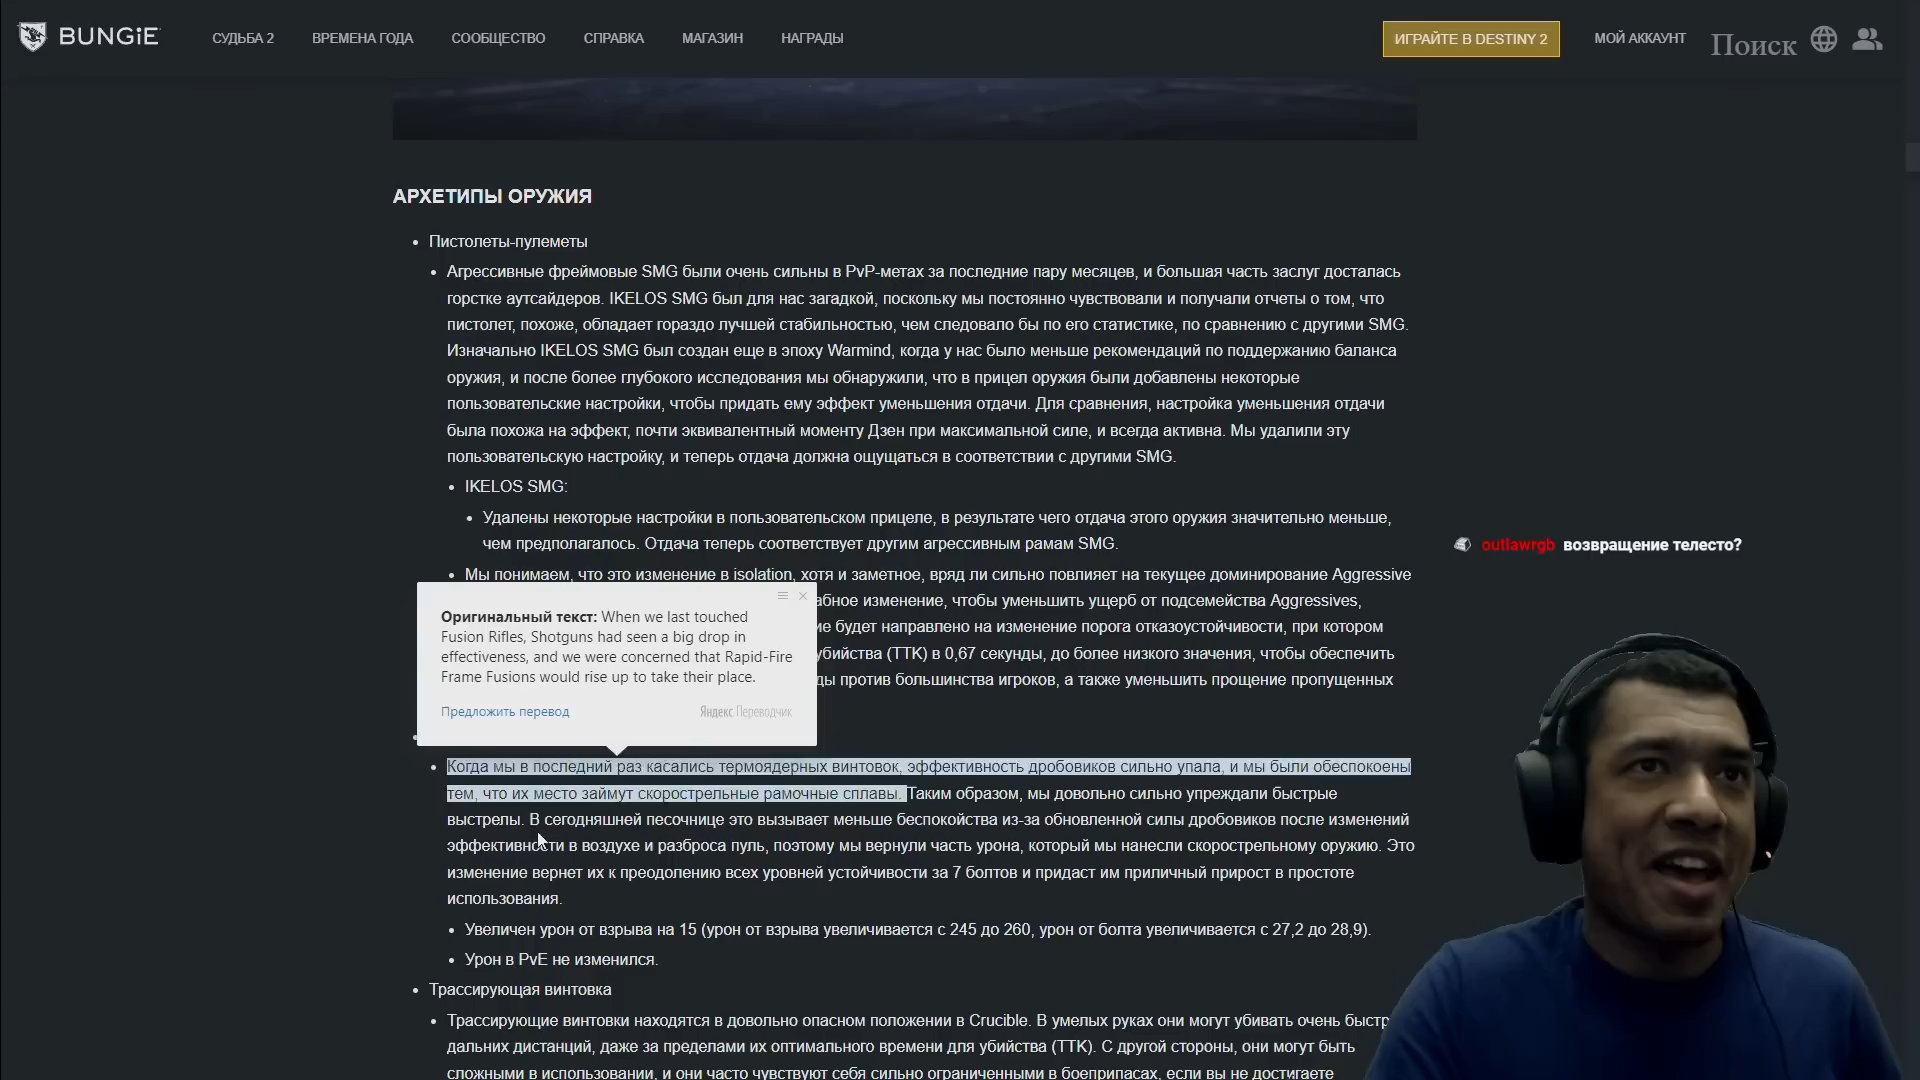 BUNGiE
СУДЬБА 2
ВРЕМЕНА ГОДА
СООБЩЕСТВО
СПРАВКА
МАГАЗИН
НАГРАДЫ
ИГРАЙТЕ В DESTINY 2
МОЙ АККАУНТ
Поиск
АРХЕТИПЫ ОРУЖИЯ
Пистолеты-пулеметы
Агрессивные фреймовые SMG были очень сильны в PvP-метах за последние пару месяцев, и большая часть заслуг досталась
горстке аутсайдеров. IKELOS SMG был для нас загадкой, поскольку мы постоянно чувствовали и получали отчеты о том, что
пистолет, похоже, обладает гораздо лучшей стабильностью, чем следовало бы по его статистике, по сравнению с другими SMG.
Изначально IKELOS SMG был создан еще в эпоху Warmind, когда у нас было меньше рекомендаций по поддержанию баланса
оружия, и после более глубокого исследования мы обнаружили, что в прицел оружия были добавлены некоторые
пользовательские настройки, чтобы придать ему эффект уменьшения отдачи. Для сравнения, настройка уменьшения отдачи
была похожа на эффект, почти эквивалентный моменту Дзен при максимальной силе, и всегда активна. Мы удалили эту
пользовательскую настройку, и теперь отдача должна ощущаться в соответствии с другими SMG.
IKELOS SMG:
Удалены некоторые настройки в пользовательском прицеле, в результате чего отдача этого оружия значительно меньше,
чем предполагалось. Отдача теперь соответствует другим агрессивным рамам SMG.
Мы понимаем, что это изменение в isolation, хотя и заметное, вряд ли сильно повлияет на текущее доминирование Aggressive
абное изменение, чтобы уменьшить ущерб от подсемейства Aggressives,
ие будет направлено на изменение порога отказоустойчивости, при котором
убийства (TTK) в 0,67 секунды, до более низкого значения, чтобы обеспечить
ды против большинства игроков, а также уменьшить прощение пропущенных
Оригинальный текст: When we last touched
Fusion Rifles, Shotguns had seen a big drop in
effectiveness, and we were concerned that Rapid-Fire
Frame Fusions would rise up to take their place.
Предложить перевод
Яндекс Переводчик
Когда мы в последний раз касались термоядерных винтовок, эффективность дробовиков сильно упала, и мы были обеспокоены
тем, что их место займут скорострельные рамочные сплавы. Таким образом, мы довольно сильно упреждали быстрые
выстрелы. В сегодняшней песочнице это вызывает меньше беспокойства из-за обновленной силы дробовиков после изменений
эффективности в воздухе и разброса пуль, поэтому мы вернули часть урона, который мы нанесли скорострельному оружию. Это
изменение вернет их к преодолению всех уровней устойчивости за 7 болтов и придаст им приличный прирост в простоте
использования.
Увеличен урон от взрыва на 15 (урон от взрыва увеличивается с 245 до 260, урон от болта увеличивается с 27,2 до 28,9).
Урон в PvE не изменился.
Трассирующая винтовка
Трассирующие винтовки находятся в довольно опасном положении в Crucible. В умелых руках они могут убивать очень быстр
дальних дистанций, даже за пределами их оптимального времени для убийства (TTK). С другой стороны, они могут быть
сложными в использовании, и они часто чувствуют себя сильно ограниченными в боеприпасах, если вы не достигаете
outlawrgb возвращение телесто?